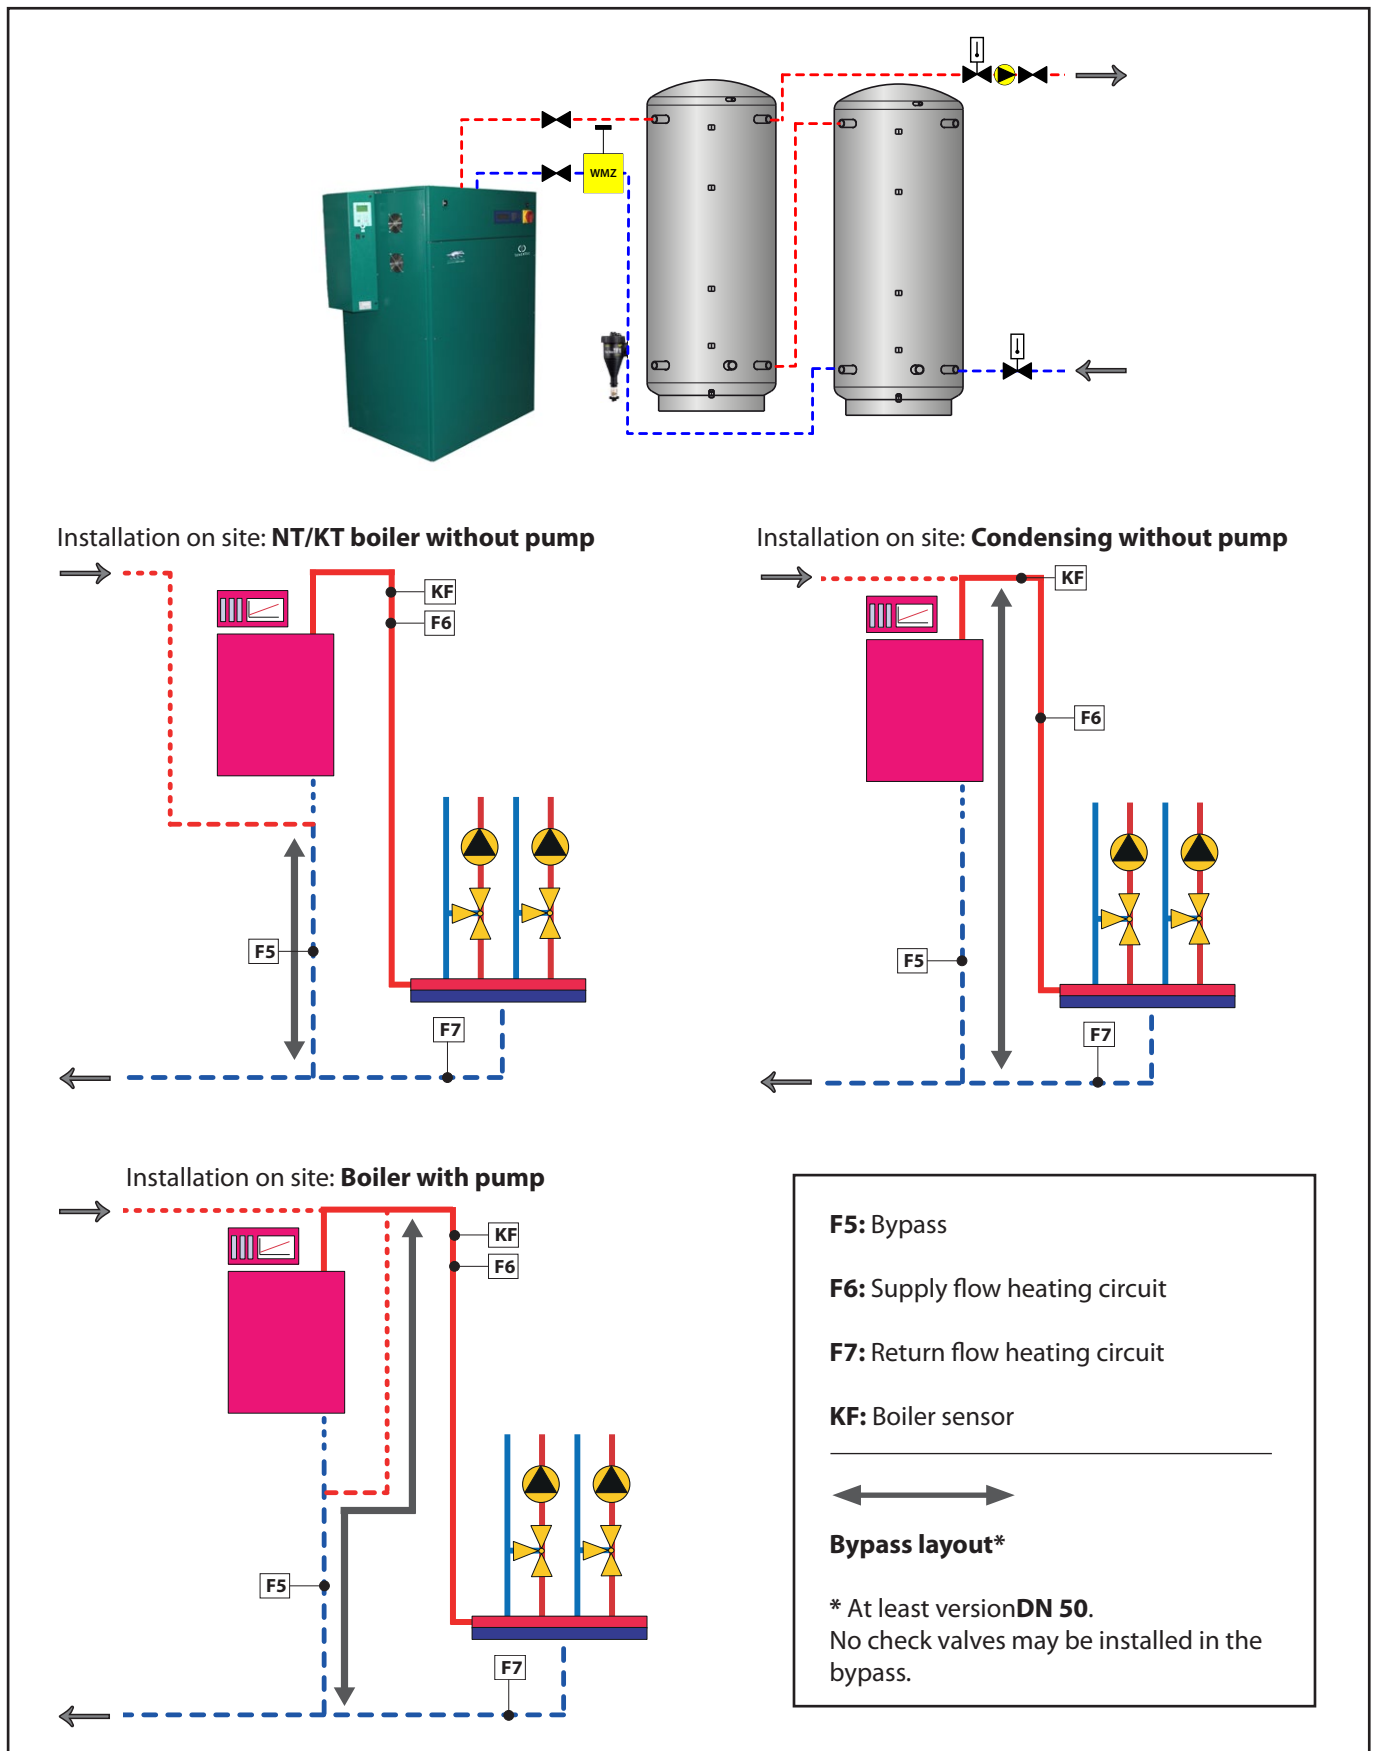 WMZ
Installation on site: NT/KT boiler without pump
KF
F6
F5
F7
Installation on site: Condensing without pump
KF
F6
F5
F7
Installation on site: Boiler with pump
KF
F6
F5
F7
F5: Bypass
F6: Supply flow heating circuit
F7: Return flow heating circuit
KF: Boiler sensor
Bypass layout*
* At least versionDN 50.
No check valves may be installed in the
bypass.